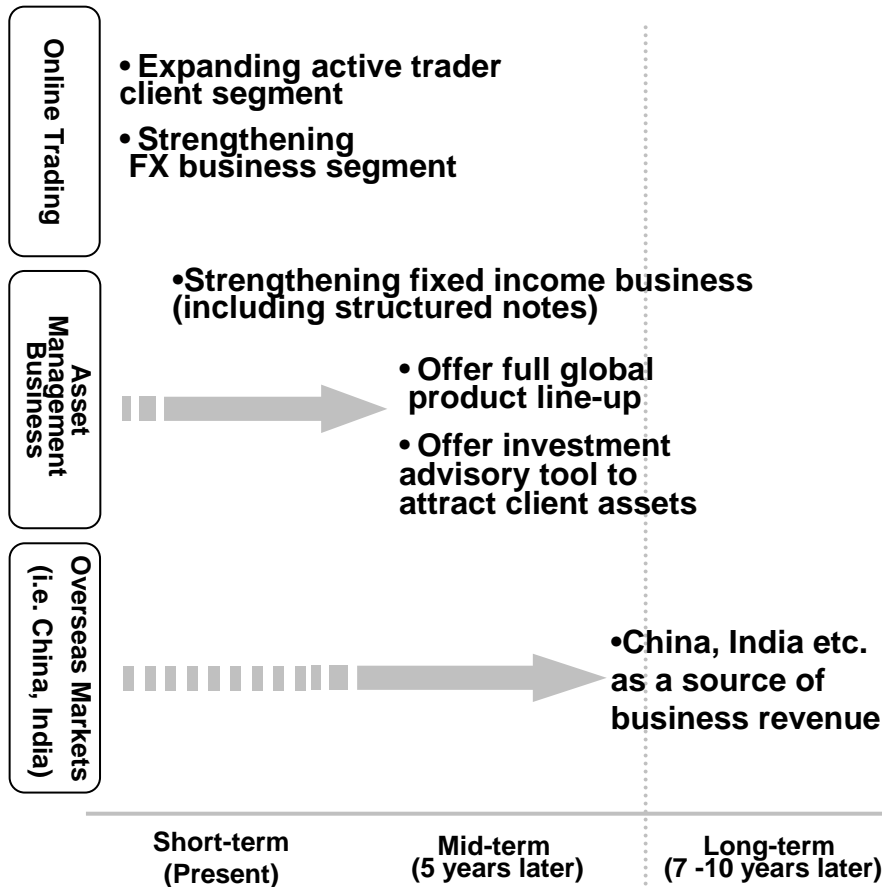 Online Trading
• Expanding active trader
client segment
• Strengthening
FX business segment
Asset
Management
Business
•Strengthening fixed income business
(including structured notes)
• Offer full global
product line-up
• Offer investment
advisory tool to
attract client assets
Overseas Markets
(i.e. China, India)
•China, India etc.
as a source of
business revenue
Short-term
(Present)
Mid-term
(5 years later)
Long-term
(7 -10 years later)